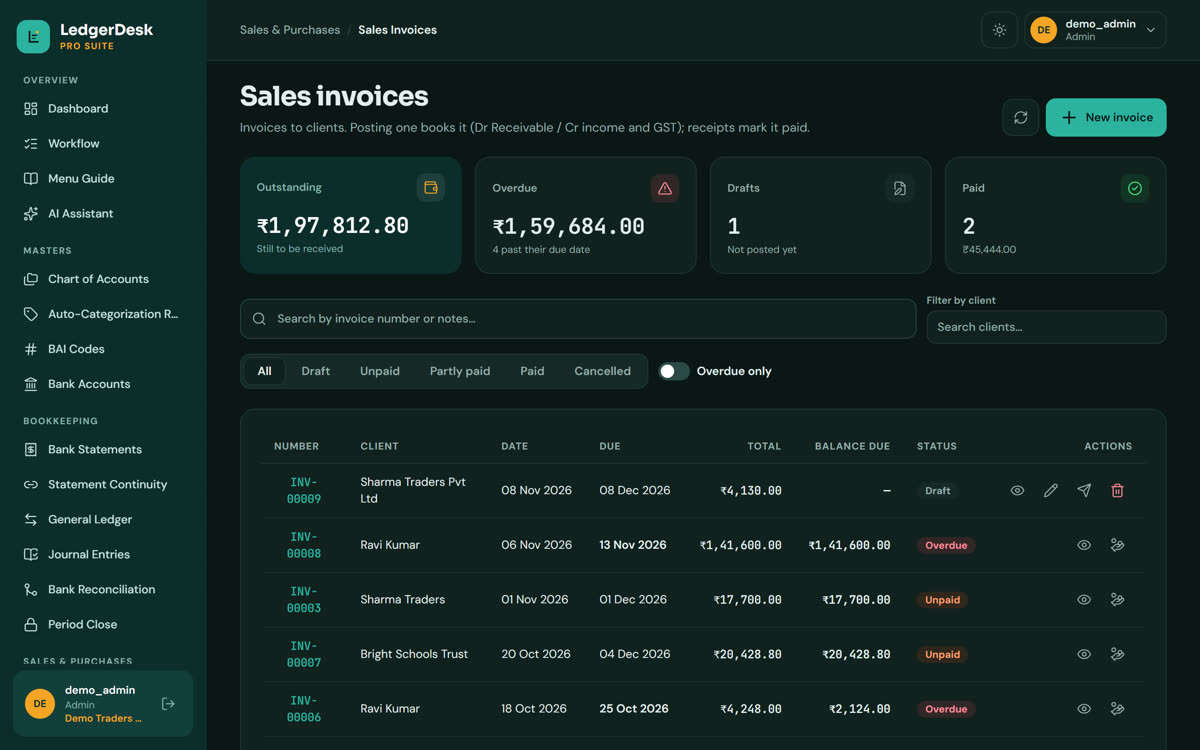 LedgerDesk
PRO SUITE
OVERVIEW
Dashboard
Workflow
Menu Guide
AI Assistant
MASTERS
Chart of Accounts
Auto-Categorization R...
BAI Codes
Bank Accounts
BOOKKEEPING
Bank Statements
Statement Continuity
General Ledger
Journal Entries
Bank Reconciliation
Period Close
SALES & PURCHASES
DE
demo_admin
Admin
Demo Traders ...
Sales & Purchases / Sales Invoices
DE
demo_admin
Admin
Sales invoices
Invoices to clients. Posting one books it (Dr Receivable / Cr income and GST); receipts mark it paid.
New invoice
Outstanding
₹1,97,812.80
Still to be received
Overdue
₹1,59,684.00
4 past their due date
Drafts
1
Not posted yet
Paid
2
₹45,444.00
Search by invoice number or notes...
Filter by client
Search clients...
All Draft Unpaid Partly paid Paid Cancelled Overdue only
NUMBER CLIENT DATE DUE TOTAL BALANCE DUE STATUS ACTIONS
INV-00009 Sharma Traders Pvt Ltd 08 Nov 2026 08 Dec 2026 ₹4,130.00 – Draft
INV-00008 Ravi Kumar 06 Nov 2026 13 Nov 2026 ₹1,41,600.00 ₹1,41,600.00 Overdue
INV-00003 Sharma Traders 01 Nov 2026 01 Dec 2026 ₹17,700.00 ₹17,700.00 Unpaid
INV-00007 Bright Schools Trust 20 Oct 2026 04 Dec 2026 ₹20,428.80 ₹20,428.80 Unpaid
INV-00006 Ravi Kumar 18 Oct 2026 25 Oct 2026 ₹4,248.00 ₹2,124.00 Overdue